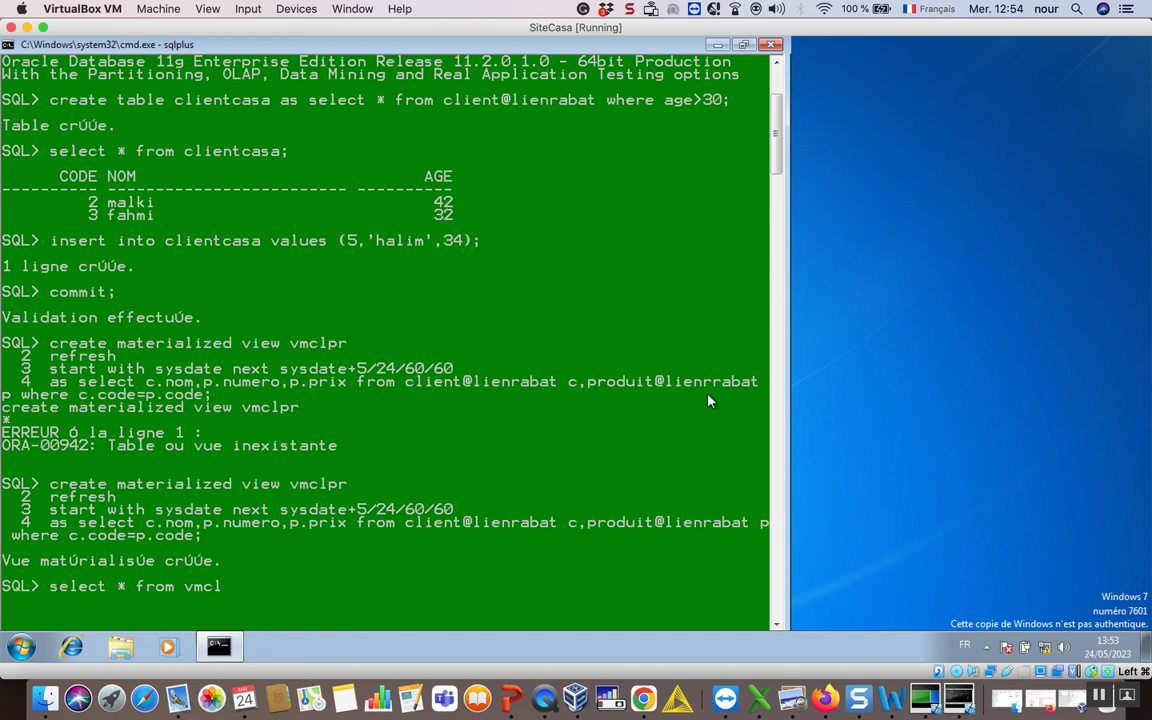 VirtualBox VM Machine View Input Devices Window Help 100 % Français Mer. 12:54 nour
SiteCasa [Running]
C:\Windows\system32\cmd.exe - sqlplus
Oracle Database 11g Enterprise Edition Release 11.2.0.1.0 - 64bit Production
With the Partitioning, OLAP, Data Mining and Real Application Testing options
SQL> create table clientcasa as select * from client@lienrabat where age>30;
Table crÚÚe.
SQL> select * from clientcasa;
CODE NOM AGE
---------- ------------------------- ----------
2 malki 42
3 fahmi 32
SQL> insert into clientcasa values (5,'halim',34);
1 ligne crÚÚe.
SQL> commit;
Validation effectuÚe.
SQL> create materialized view vmclpr
2 refresh
3 start with sysdate next sysdate+5/24/60/60
4 as select c.nom,p.numero,p.prix from client@lienrabat c,produit@lienrrabat
p where c.code=p.code;
create materialized view vmclpr
*
ERREUR ó la ligne 1 :
ORA-00942: Table ou vue inexistante
SQL> create materialized view vmclpr
2 refresh
3 start with sysdate next sysdate+5/24/60/60
4 as select c.nom,p.numero,p.prix from client@lienrabat c,produit@lienrabat p
where c.code=p.code;
Vue matÚrialisÚe crÚÚe.
SQL> select * from vmcl
Windows 7
numéro 7601
Cette copie de Windows n'est pas authentique.
FR
13:53
24/05/2023
Left ⌘